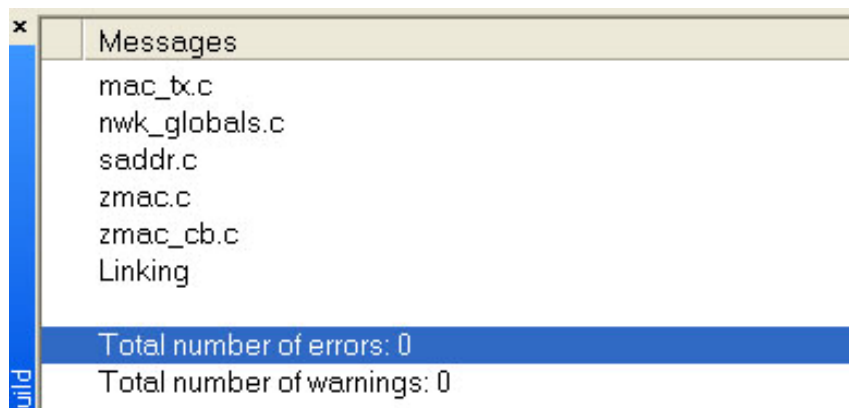 Messages
mac_tx.c
nwk_globals.c
saddr.c
zmac.c
zmac_cb.c
Linking
Total number of errors: 0
Total number of warnings: 0